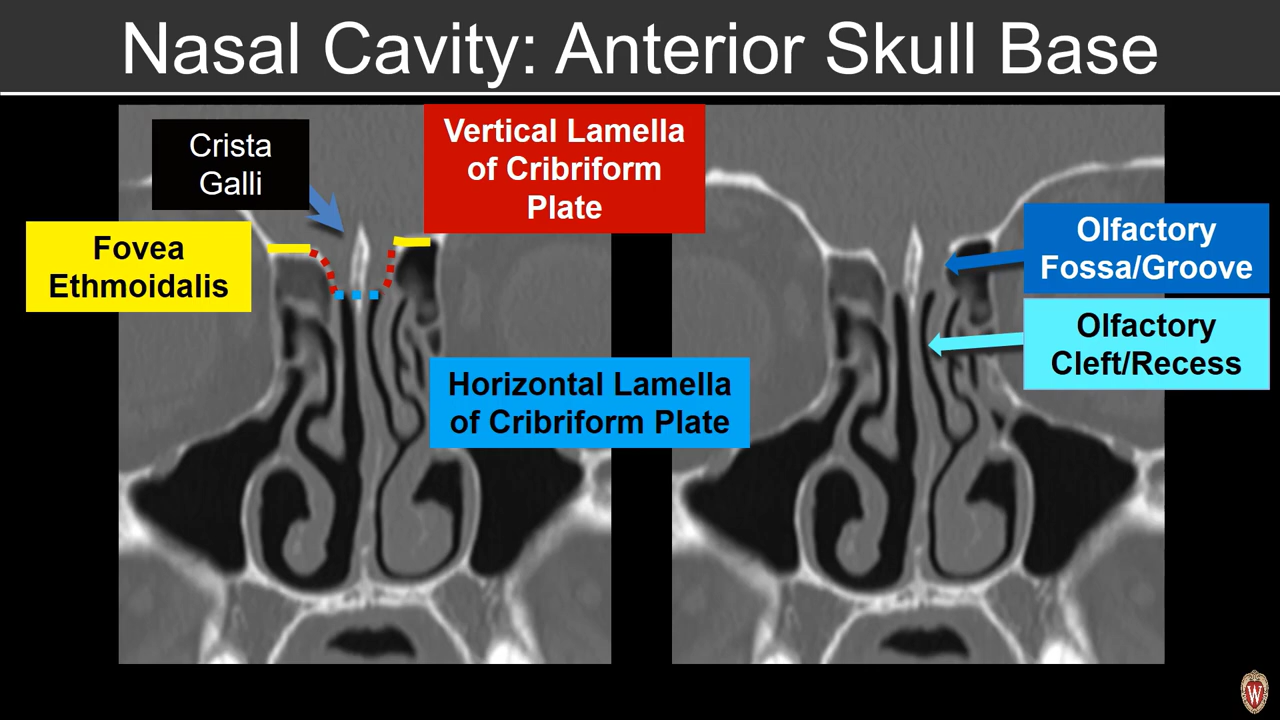 Nasal Cavity: Anterior Skull Base
Crista
Galli
Vertical Lamella
of Cribriform
Plate
Fovea
Ethmoidalis
Horizontal Lamella
of Cribriform Plate
Olfactory
Fossa/Groove
Olfactory
Cleft/Recess
W